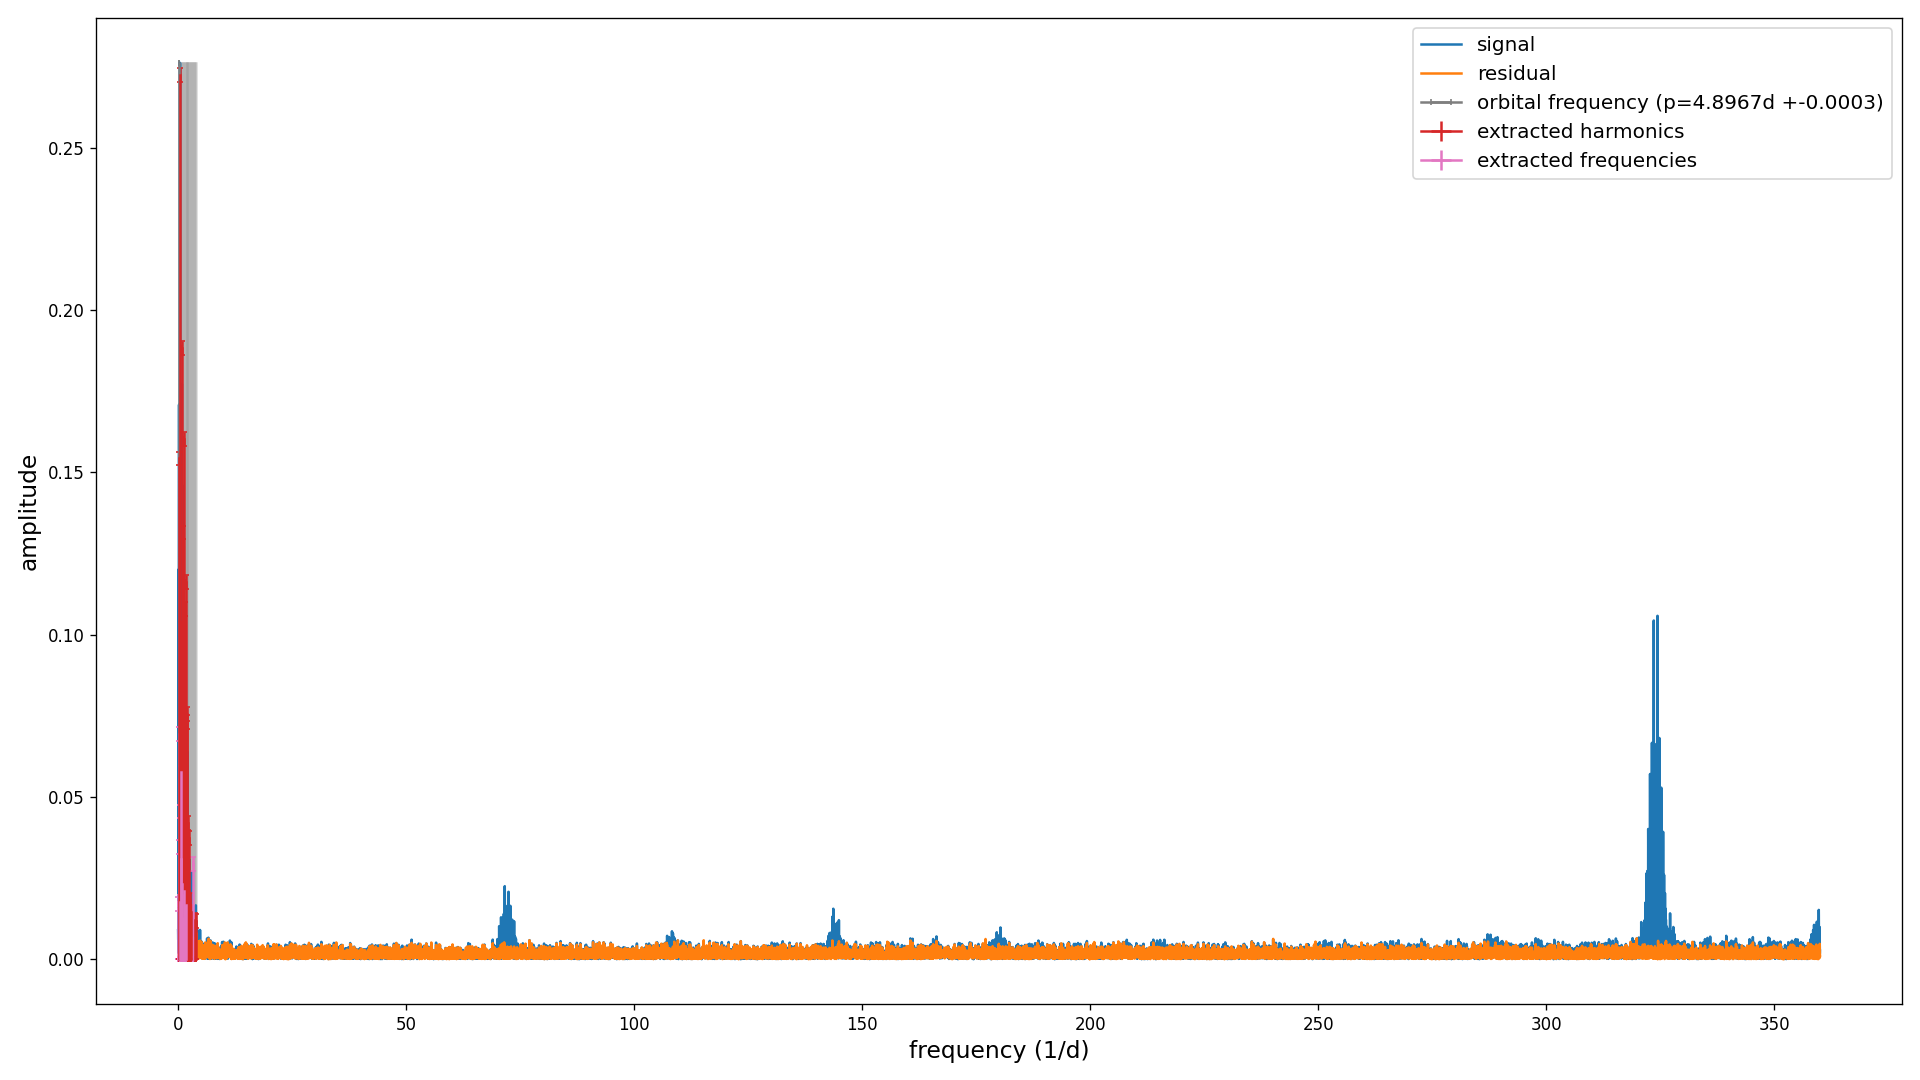 signal
residual
orbital frequency (p=4.8967d +-0.0003)
extracted harmonics
extracted frequencies
0.25
0.20
0.15
0.10
0.05
0.00
amplitude
0 50 100 150 200 250 300 350
frequency (1/d)